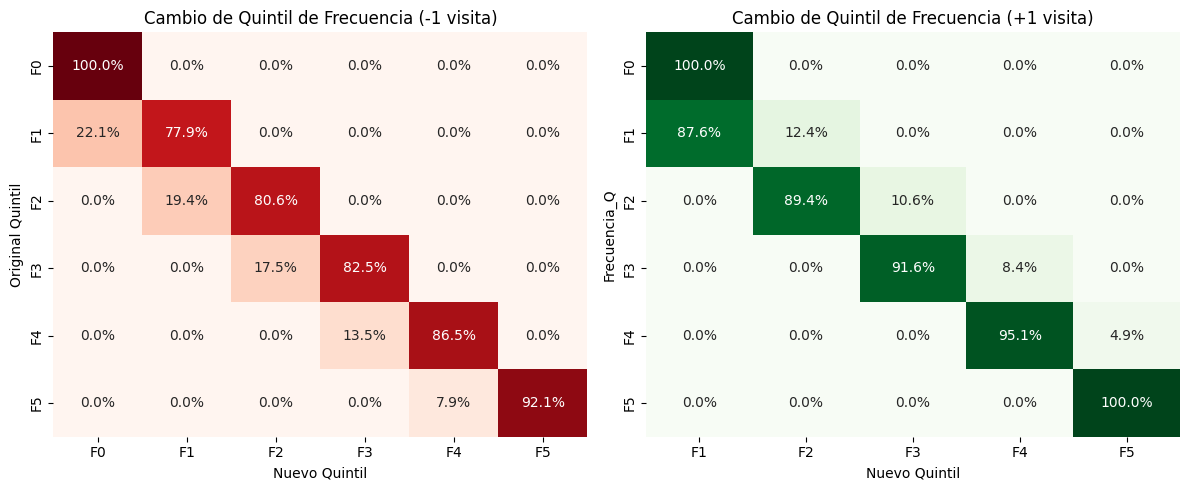 Cambio de Quintil de Frecuencia (-1 visita)
Original Quintil
F0 100.0% 0.0% 0.0% 0.0% 0.0% 0.0%
F1 22.1% 77.9% 0.0% 0.0% 0.0% 0.0%
F2 0.0% 19.4% 80.6% 0.0% 0.0% 0.0%
F3 0.0% 0.0% 17.5% 82.5% 0.0% 0.0%
F4 0.0% 0.0% 0.0% 13.5% 86.5% 0.0%
F5 0.0% 0.0% 0.0% 0.0% 7.9% 92.1%
F0 F1 F2 F3 F4 F5
Nuevo Quintil
Cambio de Quintil de Frecuencia (+1 visita)
Frecuencia_Q
F0 100.0% 0.0% 0.0% 0.0% 0.0%
F1 87.6% 12.4% 0.0% 0.0% 0.0%
F2 0.0% 89.4% 10.6% 0.0% 0.0%
F3 0.0% 0.0% 91.6% 8.4% 0.0%
F4 0.0% 0.0% 0.0% 95.1% 4.9%
F5 0.0% 0.0% 0.0% 0.0% 100.0%
F1 F2 F3 F4 F5
Nuevo Quintil